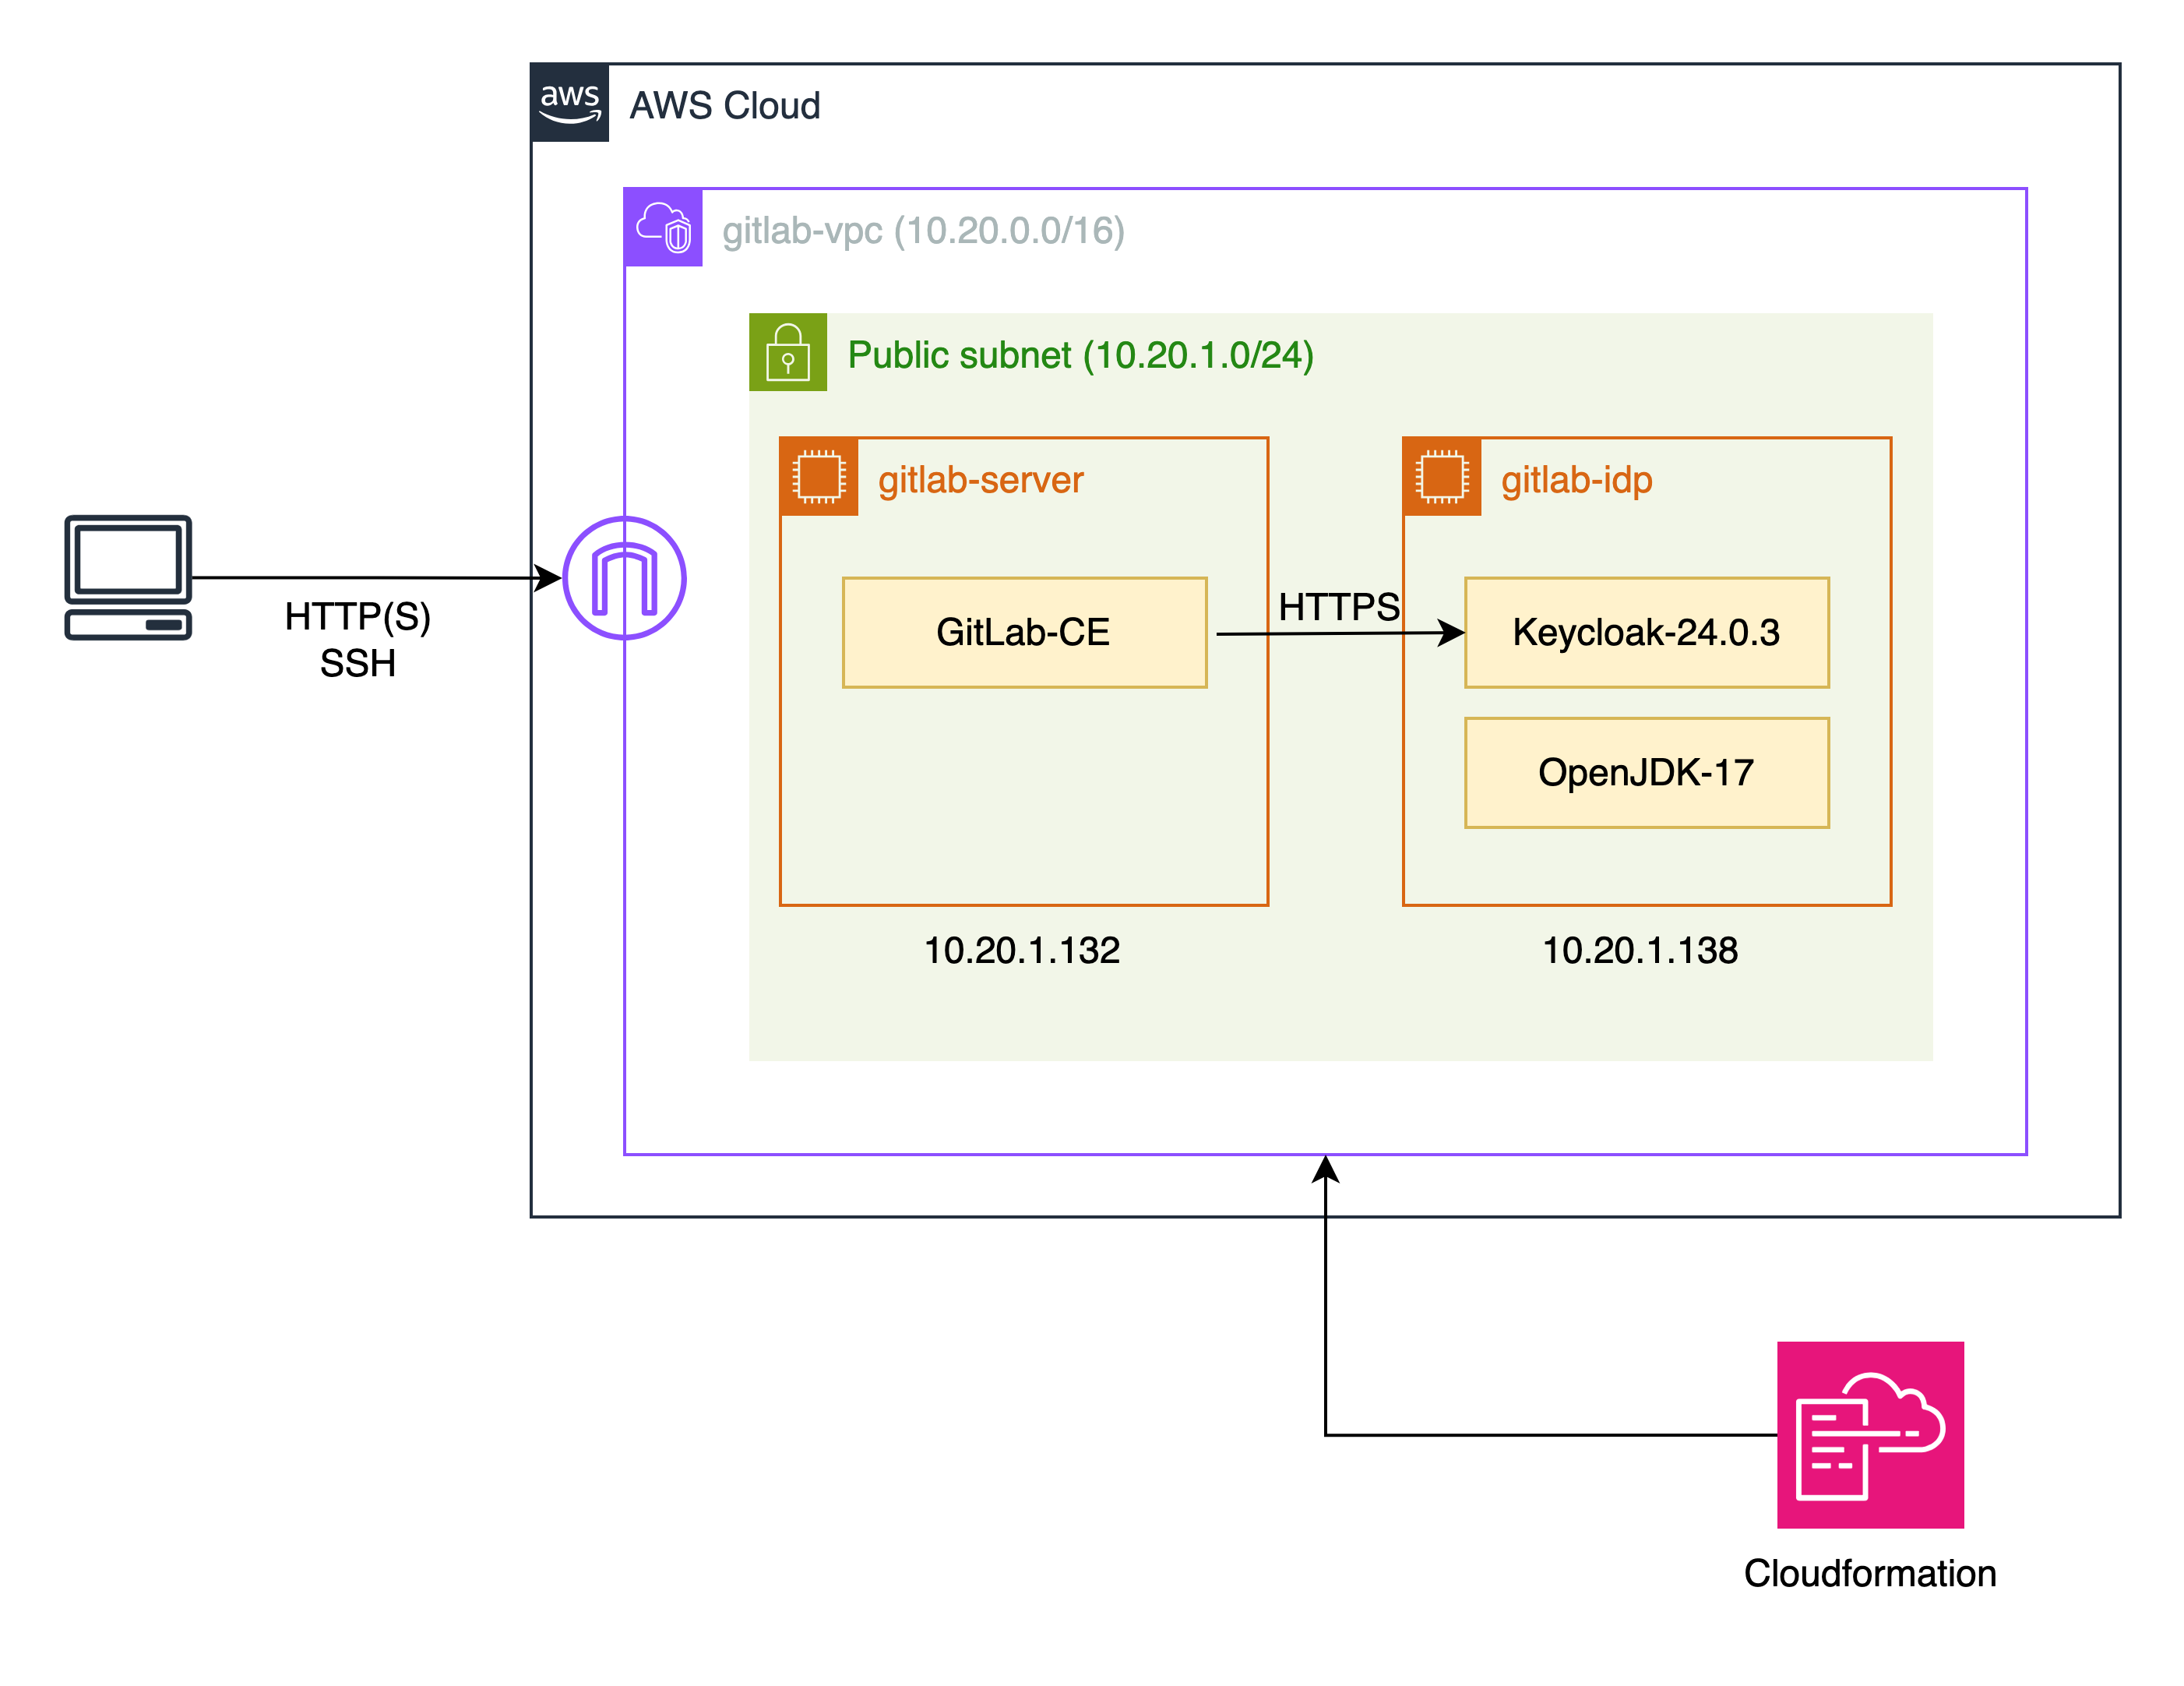 aws
AWS Cloud
gitlab-vpc (10.20.0.0/16)
Public subnet (10.20.1.0/24)
gitlab-server
gitlab-idp
HTTP(S)
SSH
GitLab-CE
HTTPS
Keycloak-24.0.3
OpenJDK-17
10.20.1.132
10.20.1.138
Cloudformation